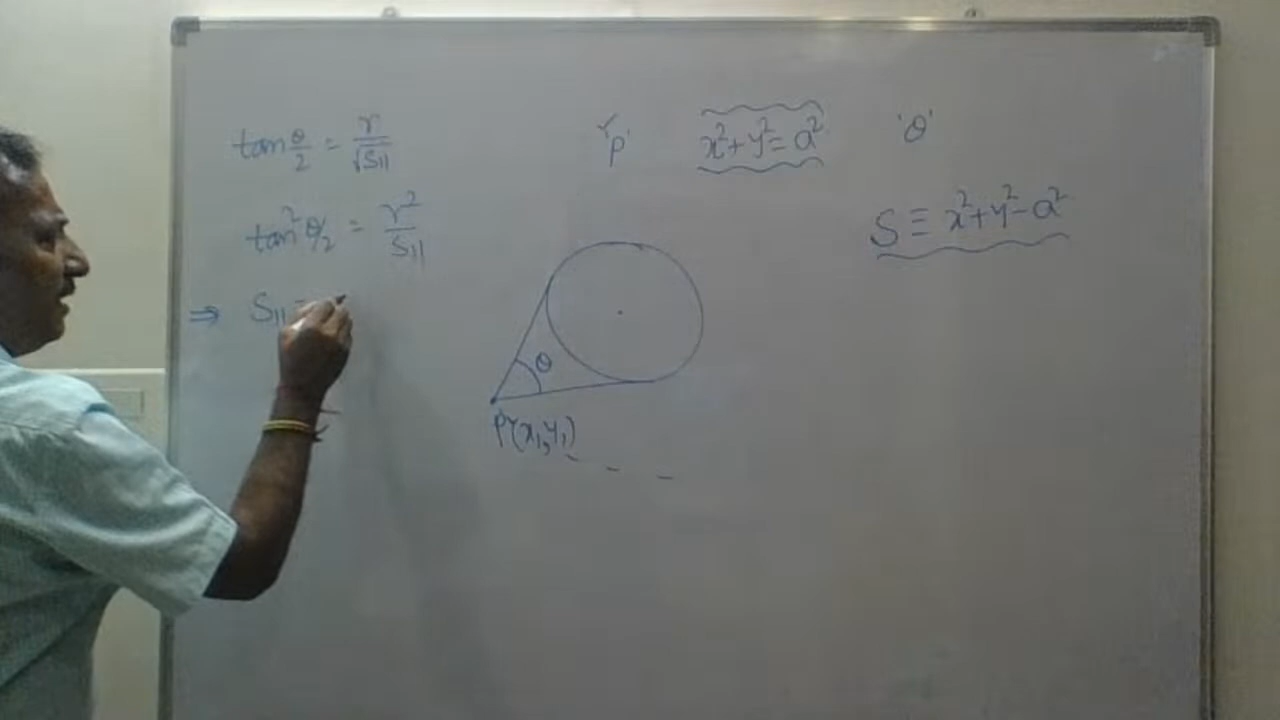 tan θ/2 = r/√S₁₁
'P' x² + y² = a² 'θ'
tan² θ/2 = r²/S₁₁
S ≡ x² + y² - a²
⇒ S₁₁ =
θ
P(x₁, y₁)